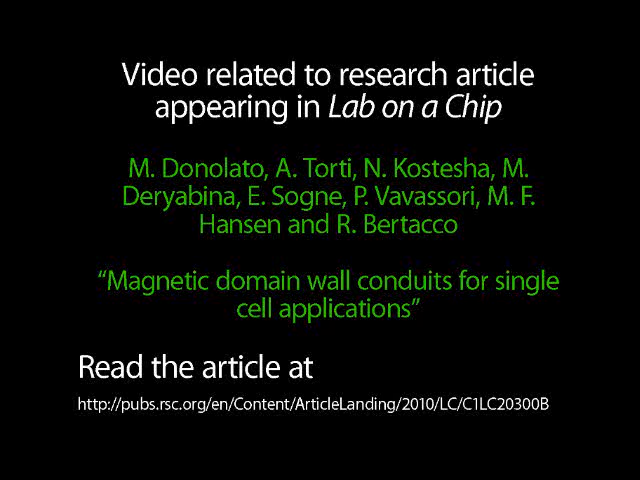 Video related to research article
appearing in Lab on a Chip
M. Donolato, A. Torti, N. Kostesha, M.
Deryabina, E. Sogne, P. Vavassori, M. F.
Hansen and R. Bertacco
“Magnetic domain wall conduits for single
cell applications”
Read the article at
http://pubs.rsc.org/en/Content/ArticleLanding/2010/LC/C1LC20300B